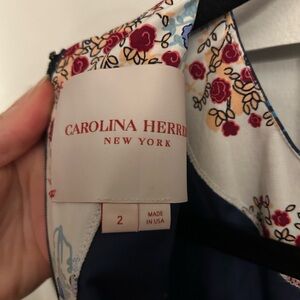 CAROLINA HERR
NEW YORK
2
MADE
IN USA